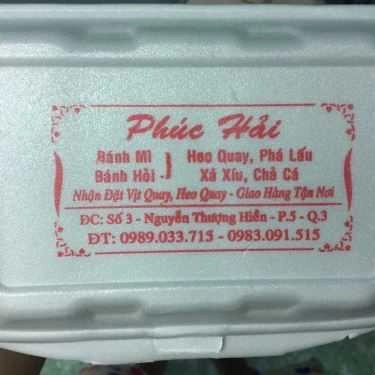 Phúc Hải
Bánh Mì } Heo Quay, Phá Lấu
Bánh Hỏi - Xá Xíu, Chả Cá
Nhận Đặt Vịt Quay, Heo Quay - Giao Hàng Tận Nơi
ĐC: Số 3 - Nguyễn Thượng Hiền - P.5 - Q.3
ĐT: 0989.033.715 - 0983.091.515